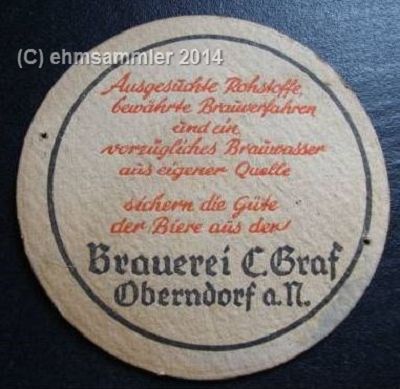 (C) ehmsammler 2014
Ausgesuchte Rohstoffe,
bewährte Brauverfahren
und ein
vorzügliches Brauwasser
aus eigener Quelle
sichern die Güte
der Biere aus der
Brauerei C. Graf
Oberndorf a. N.